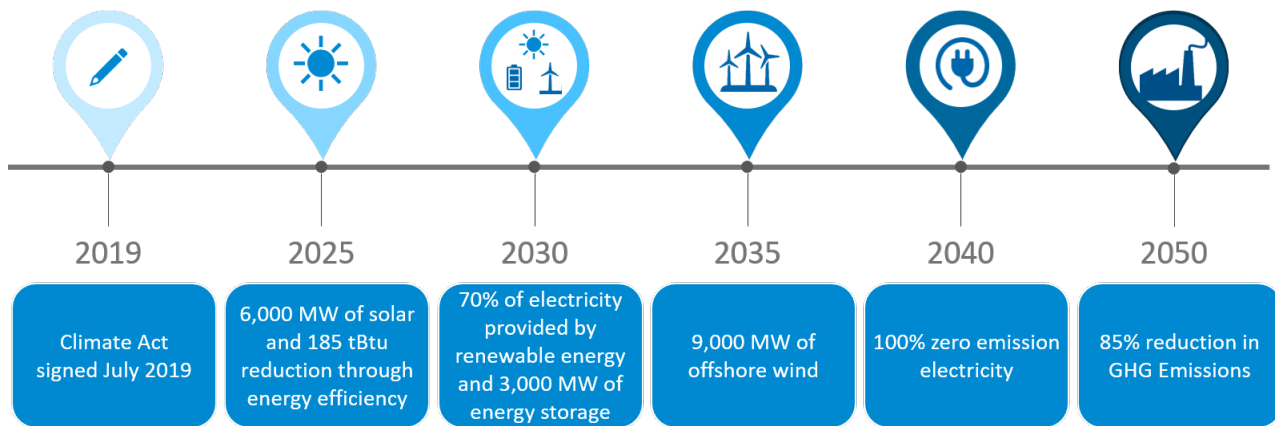 2019
2025
2030
2035
2040
2050
Climate Act
signed July 2019
6,000 MW of solar
and 185 tBtu
reduction through
energy efficiency
70% of electricity
provided by
renewable energy
and 3,000 MW of
energy storage
9,000 MW of
offshore wind
100% zero emission
electricity
85% reduction in
GHG Emissions